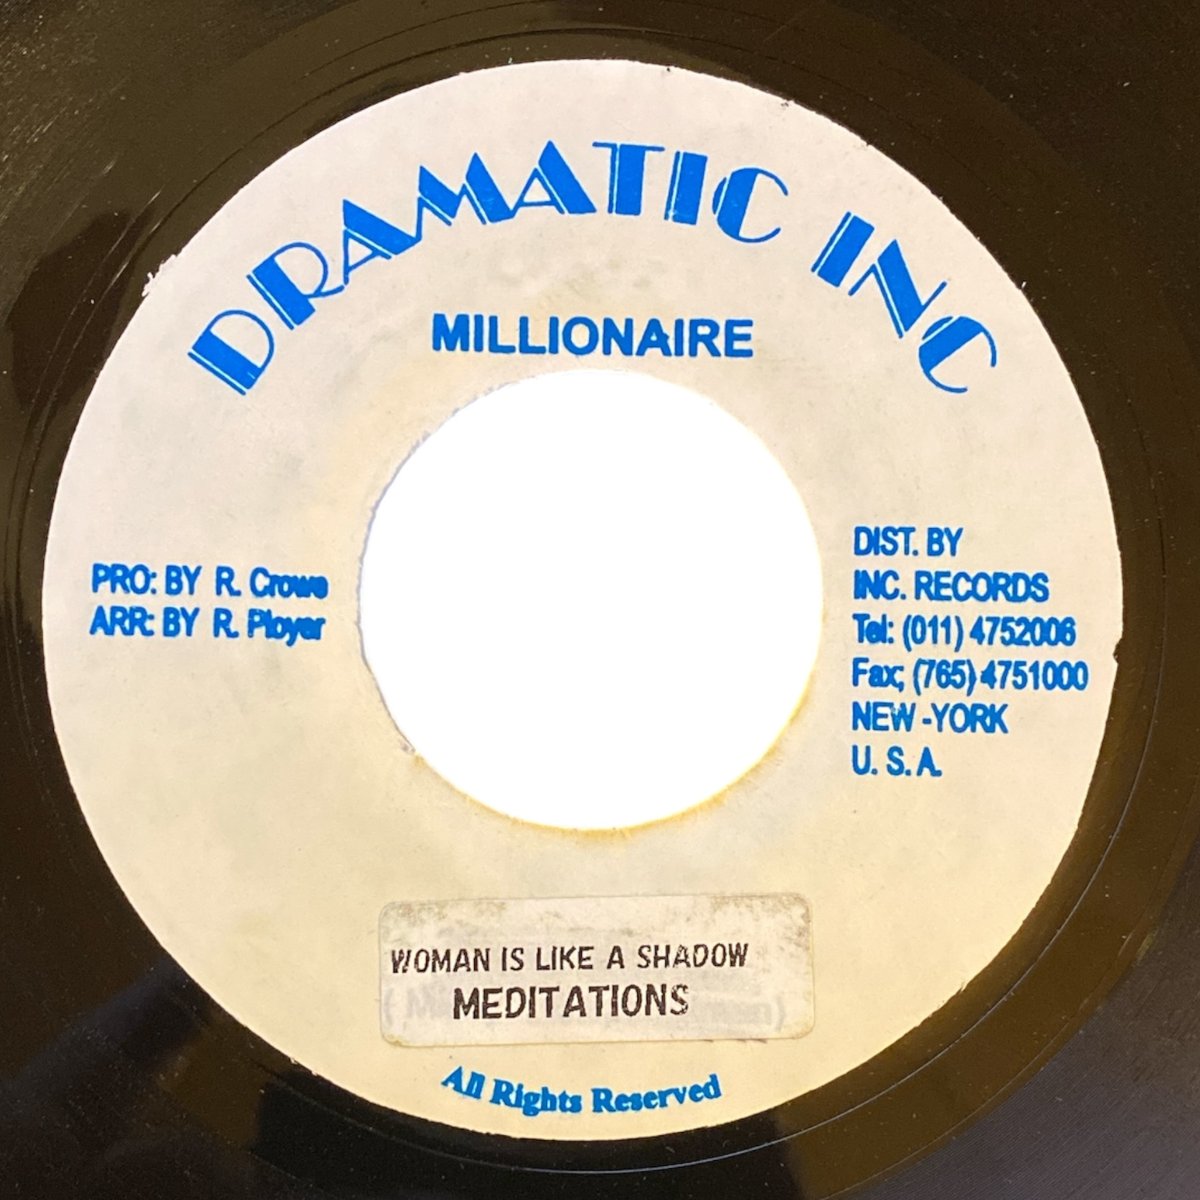 DRAMATIC INC
MILLIONAIRE
PRO: BY R. Crowe
ARR: BY R. Ployer
DIST. BY
INC. RECORDS
Tel: (011) 4752006
Fax; (765) 4751000
NEW -YORK
U. S. A.
WOMAN IS LIKE A SHADOW
MEDITATIONS
All Rights Reserved